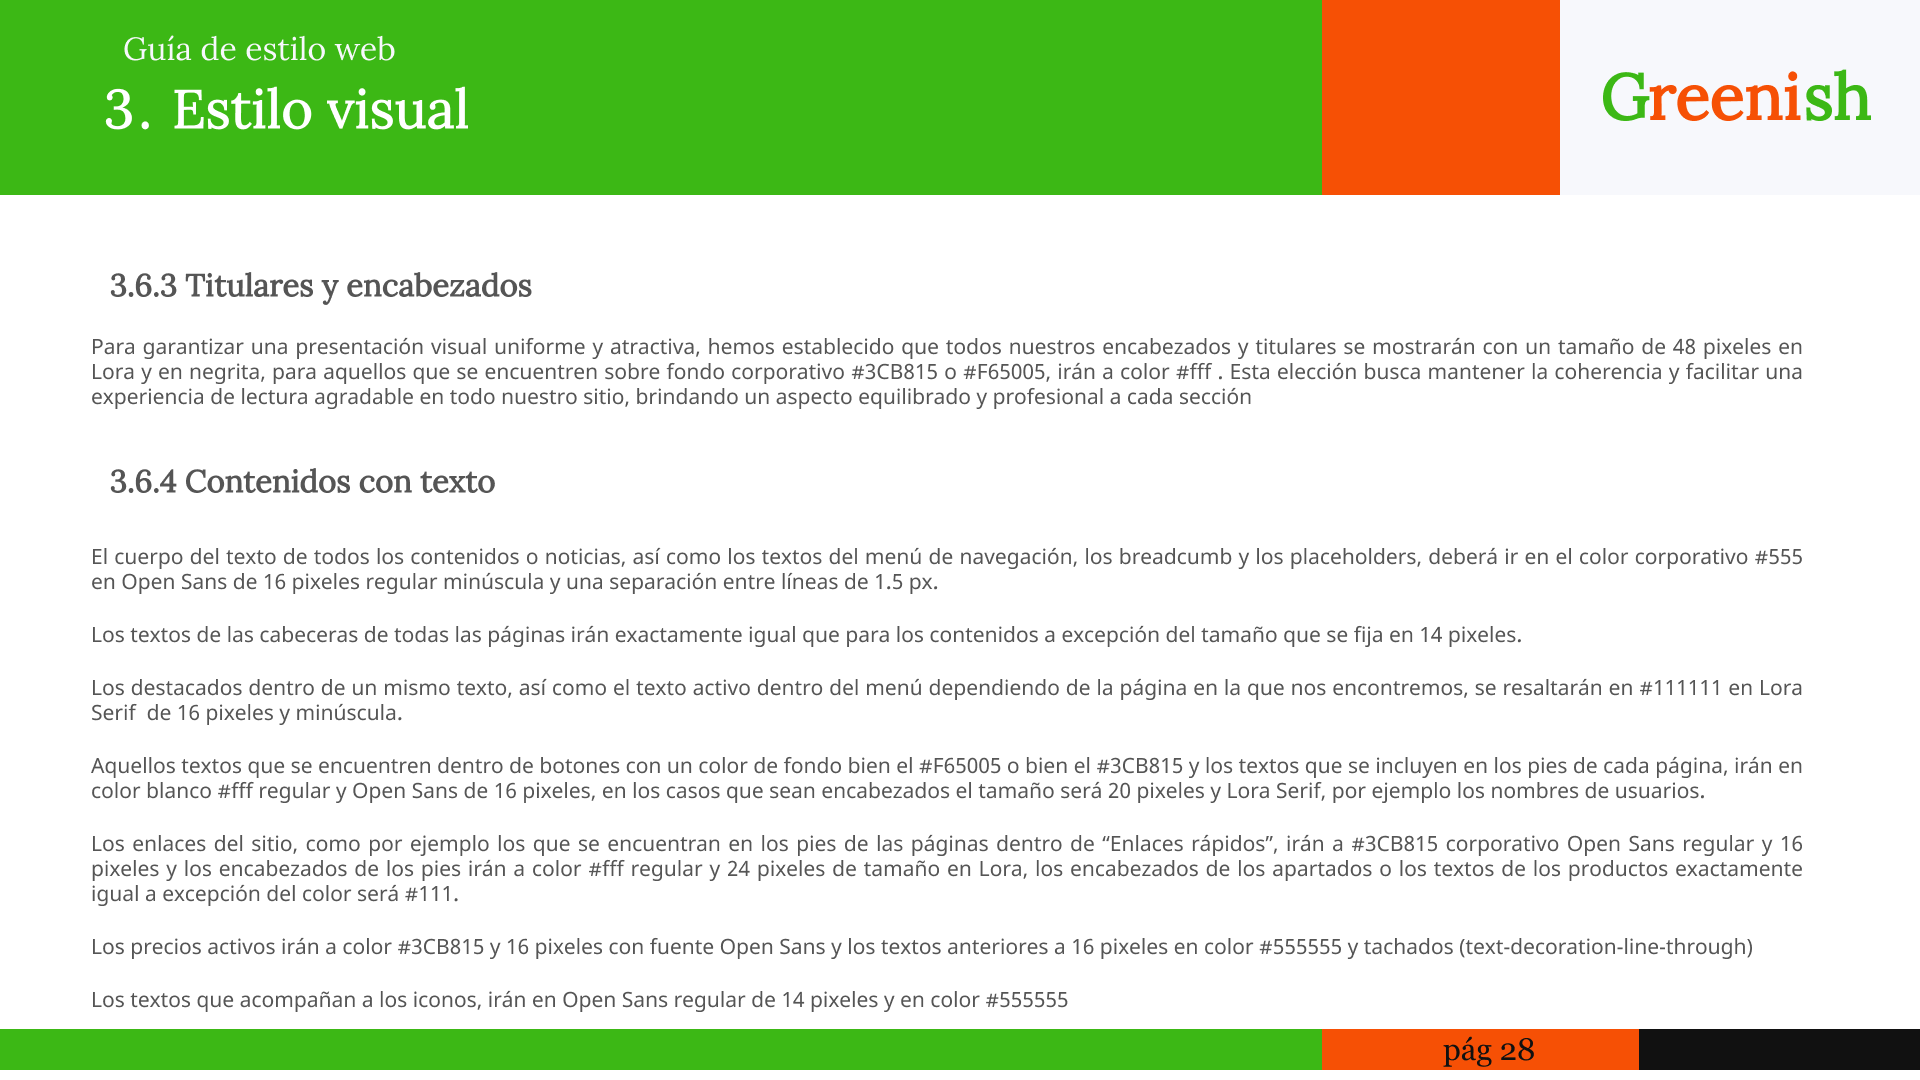 Guía de estilo web
3. Estilo visual
Greenish
3.6.3 Titulares y encabezados
Para garantizar una presentación visual uniforme y atractiva, hemos establecido que todos nuestros encabezados y titulares se mostrarán con un tamaño de 48 pixeles en
Lora y en negrita, para aquellos que se encuentren sobre fondo corporativo #3CB815 o #F65005, irán a color #fff . Esta elección busca mantener la coherencia y facilitar una
experiencia de lectura agradable en todo nuestro sitio, brindando un aspecto equilibrado y profesional a cada sección
3.6.4 Contenidos con texto
El cuerpo del texto de todos los contenidos o noticias, así como los textos del menú de navegación, los breadcumb y los placeholders, deberá ir en el color corporativo #555
en Open Sans de 16 pixeles regular minúscula y una separación entre líneas de 1.5 px.
Los textos de las cabeceras de todas las páginas irán exactamente igual que para los contenidos a excepción del tamaño que se fija en 14 pixeles.
Los destacados dentro de un mismo texto, así como el texto activo dentro del menú dependiendo de la página en la que nos encontremos, se resaltarán en #111111 en Lora
Serif  de 16 pixeles y minúscula.
Aquellos textos que se encuentren dentro de botones con un color de fondo bien el #F65005 o bien el #3CB815 y los textos que se incluyen en los pies de cada página, irán en
color blanco #fff regular y Open Sans de 16 pixeles, en los casos que sean encabezados el tamaño será 20 pixeles y Lora Serif, por ejemplo los nombres de usuarios.
Los enlaces del sitio, como por ejemplo los que se encuentran en los pies de las páginas dentro de “Enlaces rápidos”, irán a #3CB815 corporativo Open Sans regular y 16
pixeles y los encabezados de los pies irán a color #fff regular y 24 pixeles de tamaño en Lora, los encabezados de los apartados o los textos de los productos exactamente
igual a excepción del color será #111.
Los precios activos irán a color #3CB815 y 16 pixeles con fuente Open Sans y los textos anteriores a 16 pixeles en color #555555 y tachados (text-decoration-line-through)
Los textos que acompañan a los iconos, irán en Open Sans regular de 14 pixeles y en color #555555
pág 28